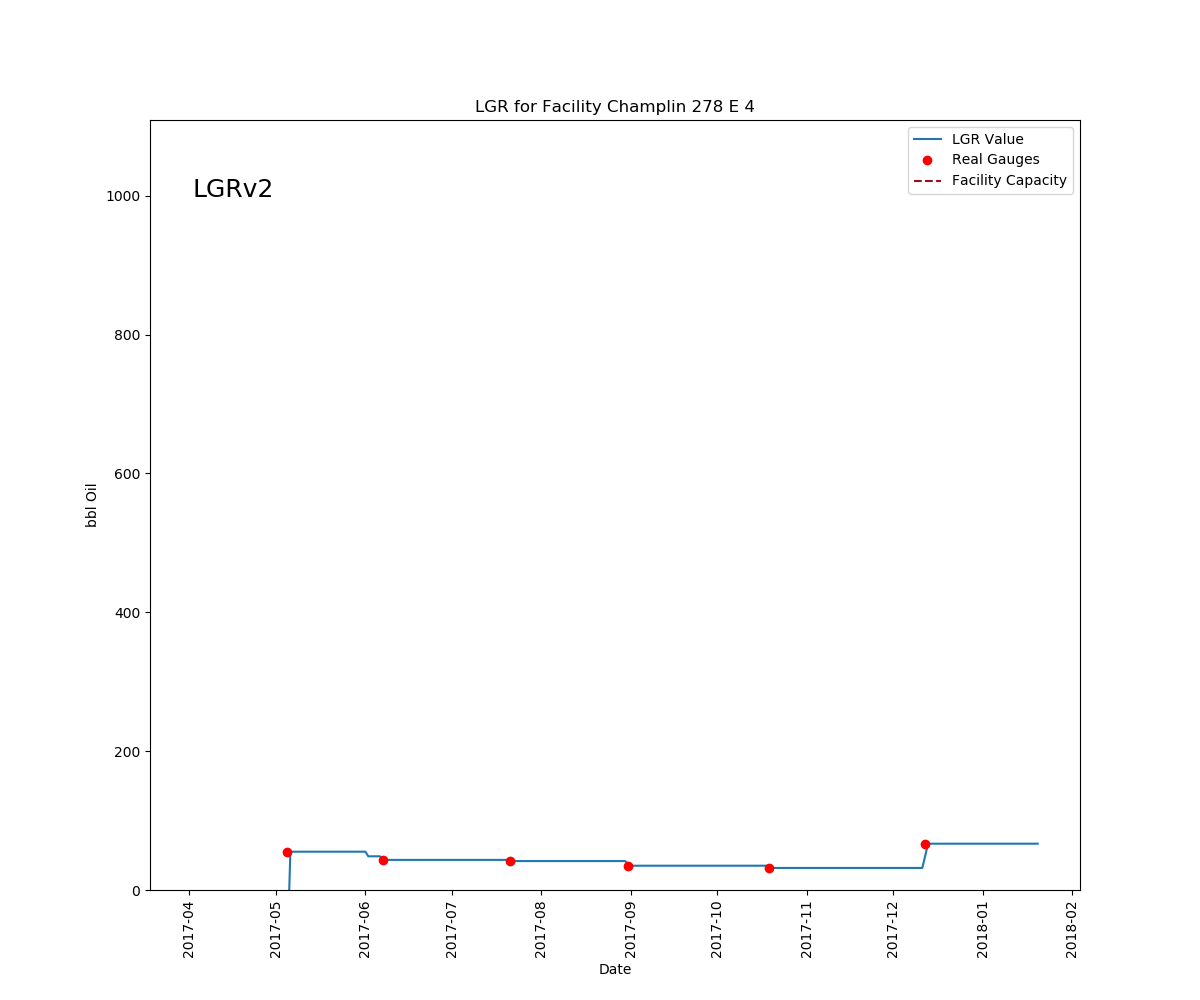 LGR for Facility Champlin 278 E 4
LGRv2
LGR Value
Real Gauges
Facility Capacity
bbl Oil
1000
800
600
400
200
0
2017-04
2017-05
2017-06
2017-07
2017-08
2017-09
2017-10
2017-11
2017-12
2018-01
2018-02
Date